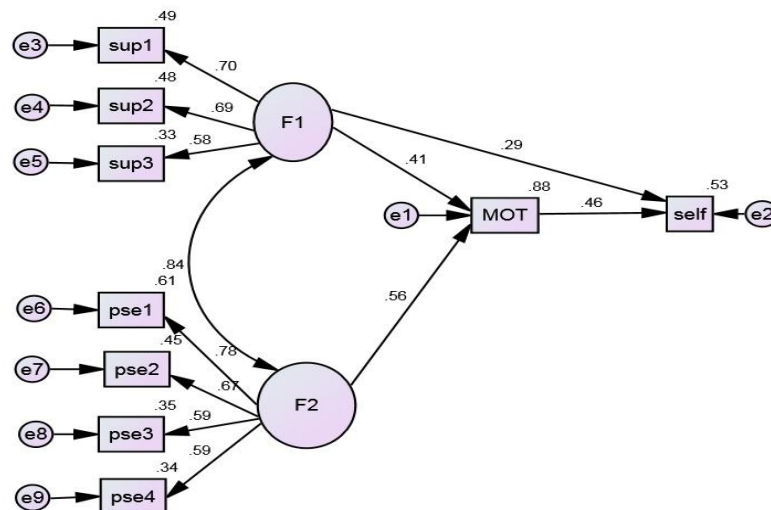 .49
e3 sup1
.70
.48
e4 sup2
.69
F1
.33
.58
e5 sup3
.29
.41
.88
.53
e1 MOT
.46
self e2
.84
.61
e6 pse1
.56
.45
.78
e7 pse2
.67
F2
.35
.59
e8 pse3
.59
.34
e9 pse4